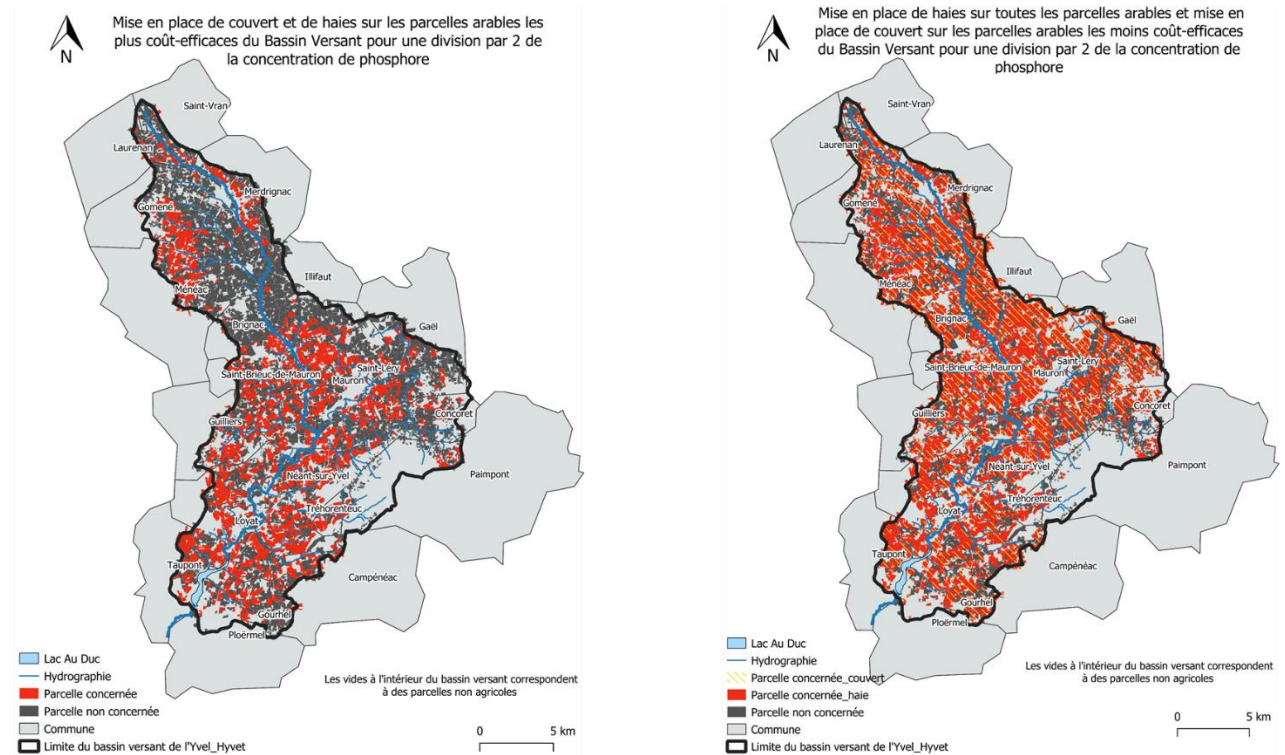 Mise en place de couvert et de haies sur les parcelles arables les
plus coût-efficaces du Bassin Versant pour une division par 2 de
la concentration de phosphore
N
Saint-Vran
Laurenan
Merdrignac
Gomené
Illifaut
Ménéac
Gaël
Brignac
Saint-Léry
Saint-Brieuc-de-Mauron
Mauron
Concoret
Guilliers
Paimpont
Néant-sur-Yvel
Tréhorenteuc
Loyat
Taupont
Campénéac
Gourhel
Ploërmel
Lac Au Duc
Hydrographie
Parcelle concernée
Parcelle non concernée
Commune
Limite du bassin versant de l'Yvel_Hyvet
Les vides à l'intérieur du bassin versant correspondent
à des parcelles non agricoles
0 5 km
Mise en place de haies sur toutes les parcelles arables et mise en
place de couvert sur les parcelles arables les moins coût-efficaces
du Bassin Versant pour une division par 2 de la concentration de
phosphore
N
Saint-Vran
Laurenan
Merdrignac
Gomené
Illifaut
Ménéac
Gaël
Brignac
Saint-Léry
Saint-Brieuc-de-Mauron
Mauron
Concoret
Guilliers
Paimpont
Néant-sur-Yvel
Tréhorenteuc
Loyat
Taupont
Campénéac
Gourhel
Ploërmel
Lac Au Duc
Hydrographie
Parcelle concernée_couvert
Parcelle concernée_haie
Parcelle non concernée
Commune
Limite du bassin versant de l'Yvel_Hyvet
Les vides à l'intérieur du bassin versant correspondent
à des parcelles non agricoles
0 5 km